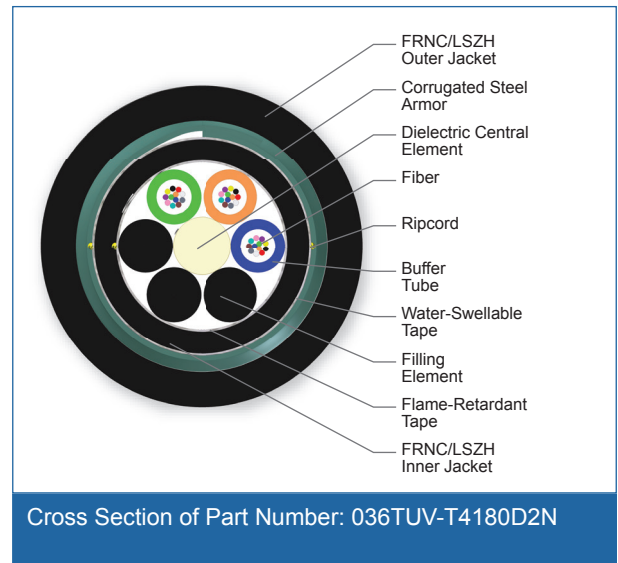 FRNC/LSZH
Outer Jacket
Corrugated Steel
Armor
Dielectric Central
Element
Fiber
Ripcord
Buffer
Tube
Water-Swellable
Tape
Filling
Element
Flame-Retardant
Tape
FRNC/LSZH
Inner Jacket
Cross Section of Part Number: 036TUV-T4180D2N